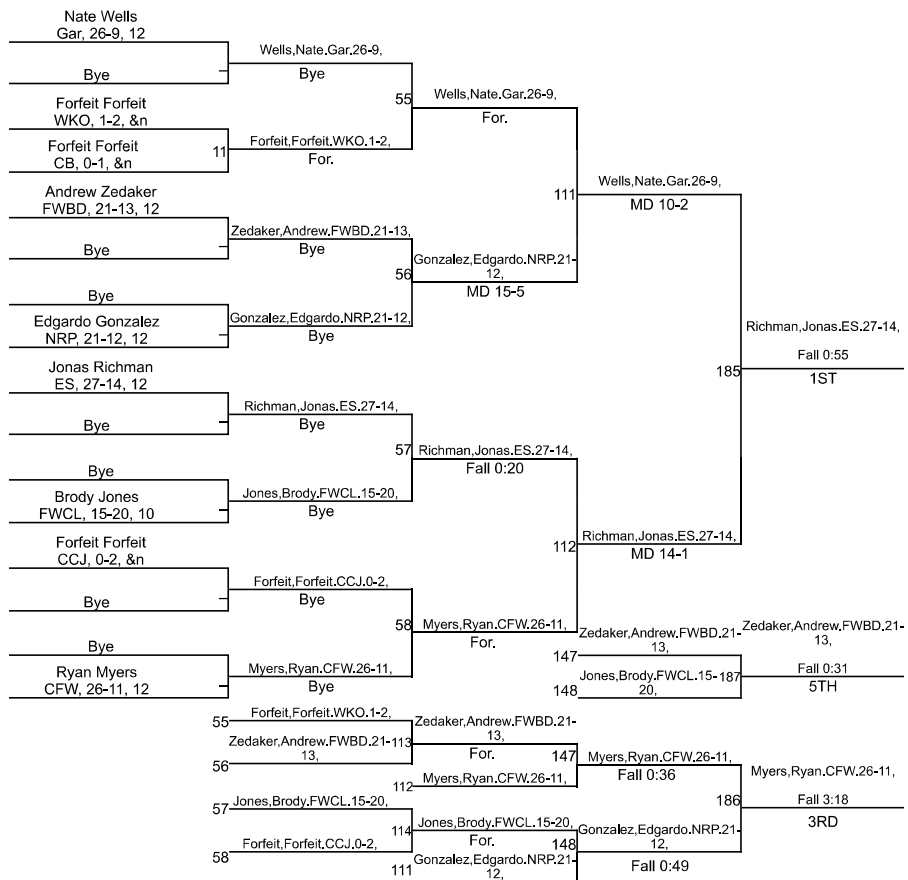 Nate Wells
Gar, 26-9, 12
Bye
Forfeit Forfeit
WKO, 1-2, &n
Forfeit Forfeit
CB, 0-1, &n
Andrew Zedaker
FWBD, 21-13, 12
Bye
Bye
Edgardo Gonzalez
NRP, 21-12, 12
Jonas Richman
ES, 27-14, 12
Bye
Bye
Brody Jones
FWCL, 15-20, 10
Forfeit Forfeit
CCJ, 0-2, &n
Bye
Bye
Ryan Myers
CFW, 26-11, 12
Wells,Nate.Gar.26-9,
Bye
11
Forfeit,Forfeit.WKO.1-2,
For.
Zedaker,Andrew.FWBD.21-13,
Bye
Gonzalez,Edgardo.NRP.21-12,
Bye
Richman,Jonas.ES.27-14,
Bye
Jones,Brody.FWCL.15-20,
Bye
Forfeit,Forfeit.CCJ.0-2,
Bye
Myers,Ryan.CFW.26-11,
Bye
55
Wells,Nate.Gar.26-9,
For.
56
Gonzalez,Edgardo.NRP.21-
12,
MD 15-5
57
Richman,Jonas.ES.27-14,
Fall 0:20
58
Myers,Ryan.CFW.26-11,
For.
111
Wells,Nate.Gar.26-9,
MD 10-2
112
Richman,Jonas.ES.27-14,
MD 14-1
185
Richman,Jonas.ES.27-14,
Fall 0:55
1ST
147
Zedaker,Andrew.FWBD.21-
13,
148
Jones,Brody.FWCL.15-
20,
187
Zedaker,Andrew.FWBD.21-
13,
Fall 0:31
5TH
55
Forfeit,Forfeit.WKO.1-2,
56
Zedaker,Andrew.FWBD.21-
13,
113
Zedaker,Andrew.FWBD.21-
13,
For.
112
Myers,Ryan.CFW.26-11,
147
Myers,Ryan.CFW.26-11,
Fall 0:36
57
Jones,Brody.FWCL.15-20,
58
Forfeit,Forfeit.CCJ.0-2,
114
Jones,Brody.FWCL.15-20,
For.
111
Gonzalez,Edgardo.NRP.21-
12,
148
Gonzalez,Edgardo.NRP.21-
12,
Fall 0:49
186
Myers,Ryan.CFW.26-11,
Fall 3:18
3RD